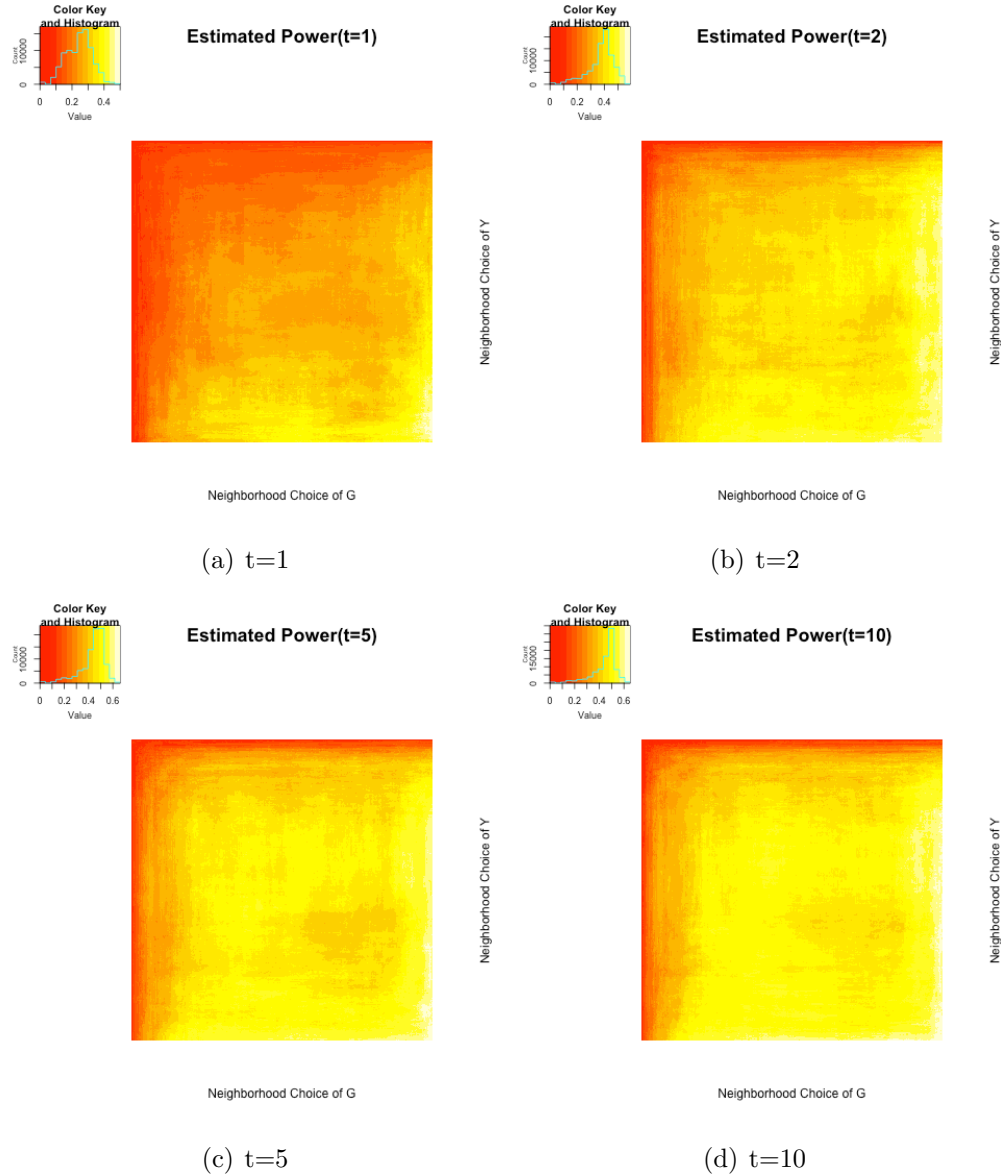 Color Key
and Histogram
Estimated Power(t=1)
Count
0 10000
0 0.2 0.4
Value
Neighborhood Choice of Y
Neighborhood Choice of G
(a) t=1
Color Key
and Histogram
Estimated Power(t=2)
Count
0 10000
0 0.2 0.4
Value
Neighborhood Choice of Y
Neighborhood Choice of G
(b) t=2
Color Key
and Histogram
Estimated Power(t=5)
Count
0 10000
0 0.2 0.4 0.6
Value
Neighborhood Choice of Y
Neighborhood Choice of G
(c) t=5
Color Key
and Histogram
Estimated Power(t=10)
Count
0 15000
0 0.2 0.4 0.6
Value
Neighborhood Choice of Y
Neighborhood Choice of G
(d) t=10